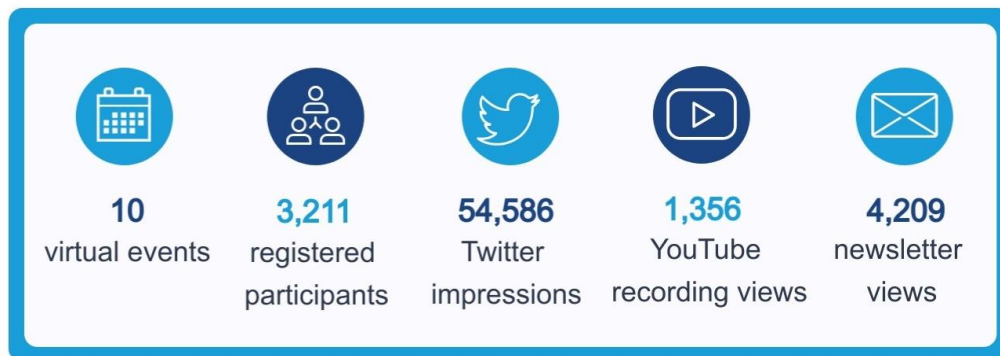 10
virtual events
3,211
registered
participants
54,586
Twitter
impressions
1,356
YouTube
recording views
4,209
newsletter
views